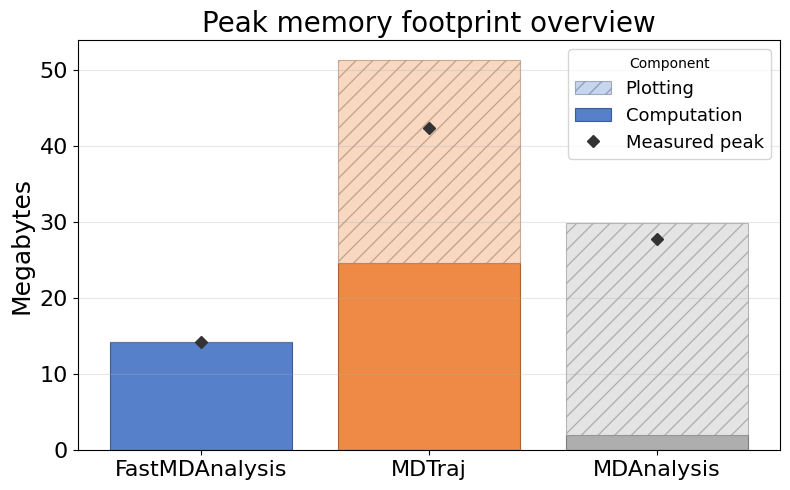 Peak memory footprint overview
Megabytes
50
40
30
20
10
0
FastMDAnalysis
MDTraj
MDAnalysis
Component
Plotting
Computation
Measured peak